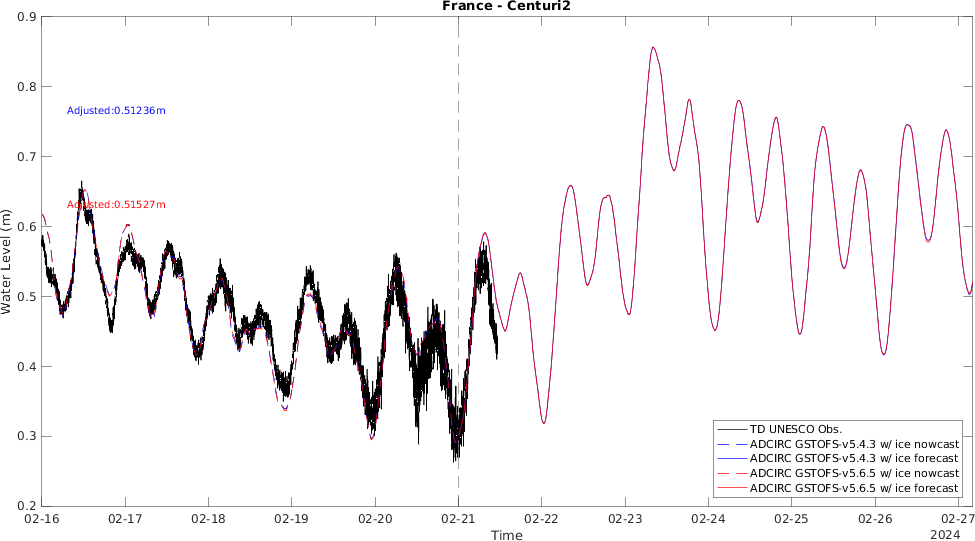 France - Centuri2
0.9
0.8
0.7
0.6
0.5
0.4
0.3
0.2
Water Level (m)
Adjusted:0.51236m
Adjusted:0.51527m
TD UNESCO Obs.
ADCIRC GSTOFS-v5.4.3 w/ ice nowcast
ADCIRC GSTOFS-v5.4.3 w/ ice forecast
ADCIRC GSTOFS-v5.6.5 w/ ice nowcast
ADCIRC GSTOFS-v5.6.5 w/ ice forecast
02-16 02-17 02-18 02-19 02-20 02-21 02-22 02-23 02-24 02-25 02-26 02-27
Time
2024